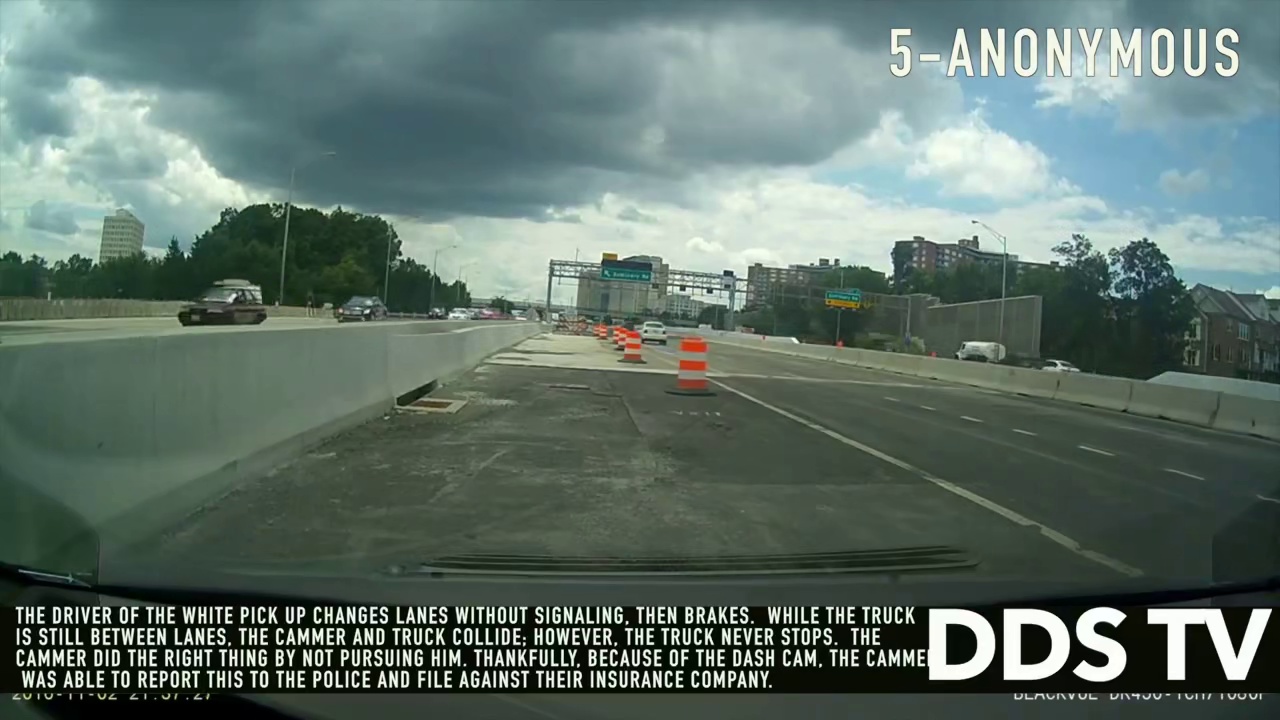 5-ANONYMOUS
Seminary Rd
THE DRIVER OF THE WHITE PICK UP CHANGES LANES WITHOUT SIGNALING, THEN BRAKES. WHILE THE TRUCK
IS STILL BETWEEN LANES, THE CAMMER AND TRUCK COLLIDE; HOWEVER, THE TRUCK NEVER STOPS. THE
CAMMER DID THE RIGHT THING BY NOT PURSUING HIM. THANKFULLY, BECAUSE OF THE DASH CAM, THE CAMME
WAS ABLE TO REPORT THIS TO THE POLICE AND FILE AGAINST THEIR INSURANCE COMPANY.
DDS TV